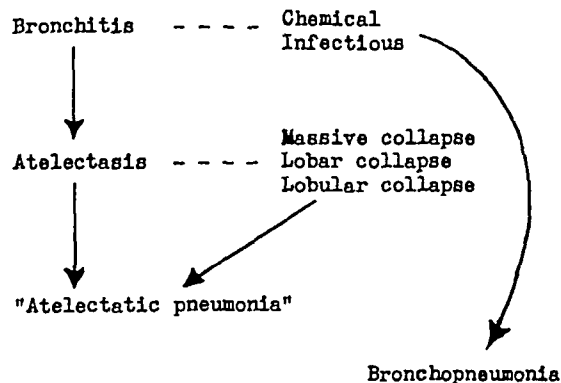 Bronchitis - - - - Chemical
Infectious
Atelectasis - - - - Massive collapse
Lobar collapse
Lobular collapse
"Atelectatic pneumonia"
Bronchopneumonia